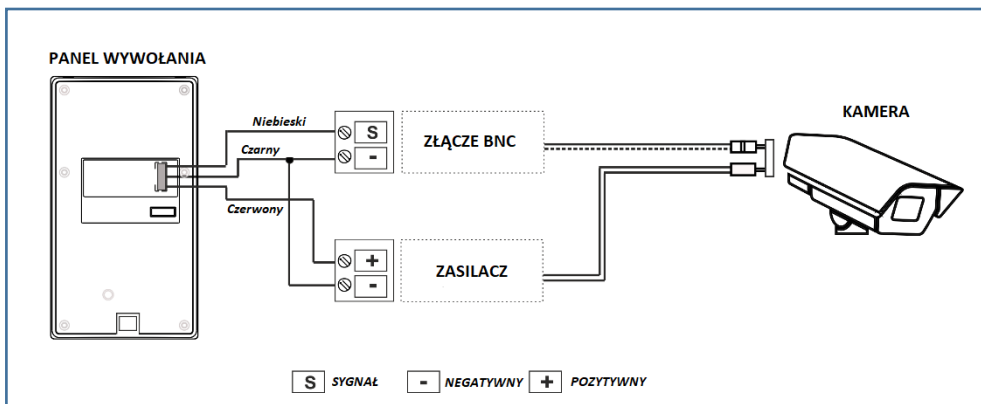 PANEL WYWOŁANIA
KAMERA
Niebieski
S
ZŁĄCZE BNC
Czarny
-
Czerwony
+
ZASILACZ
-
S SYGNAŁ - NEGATYWNY + POZYTYWNY